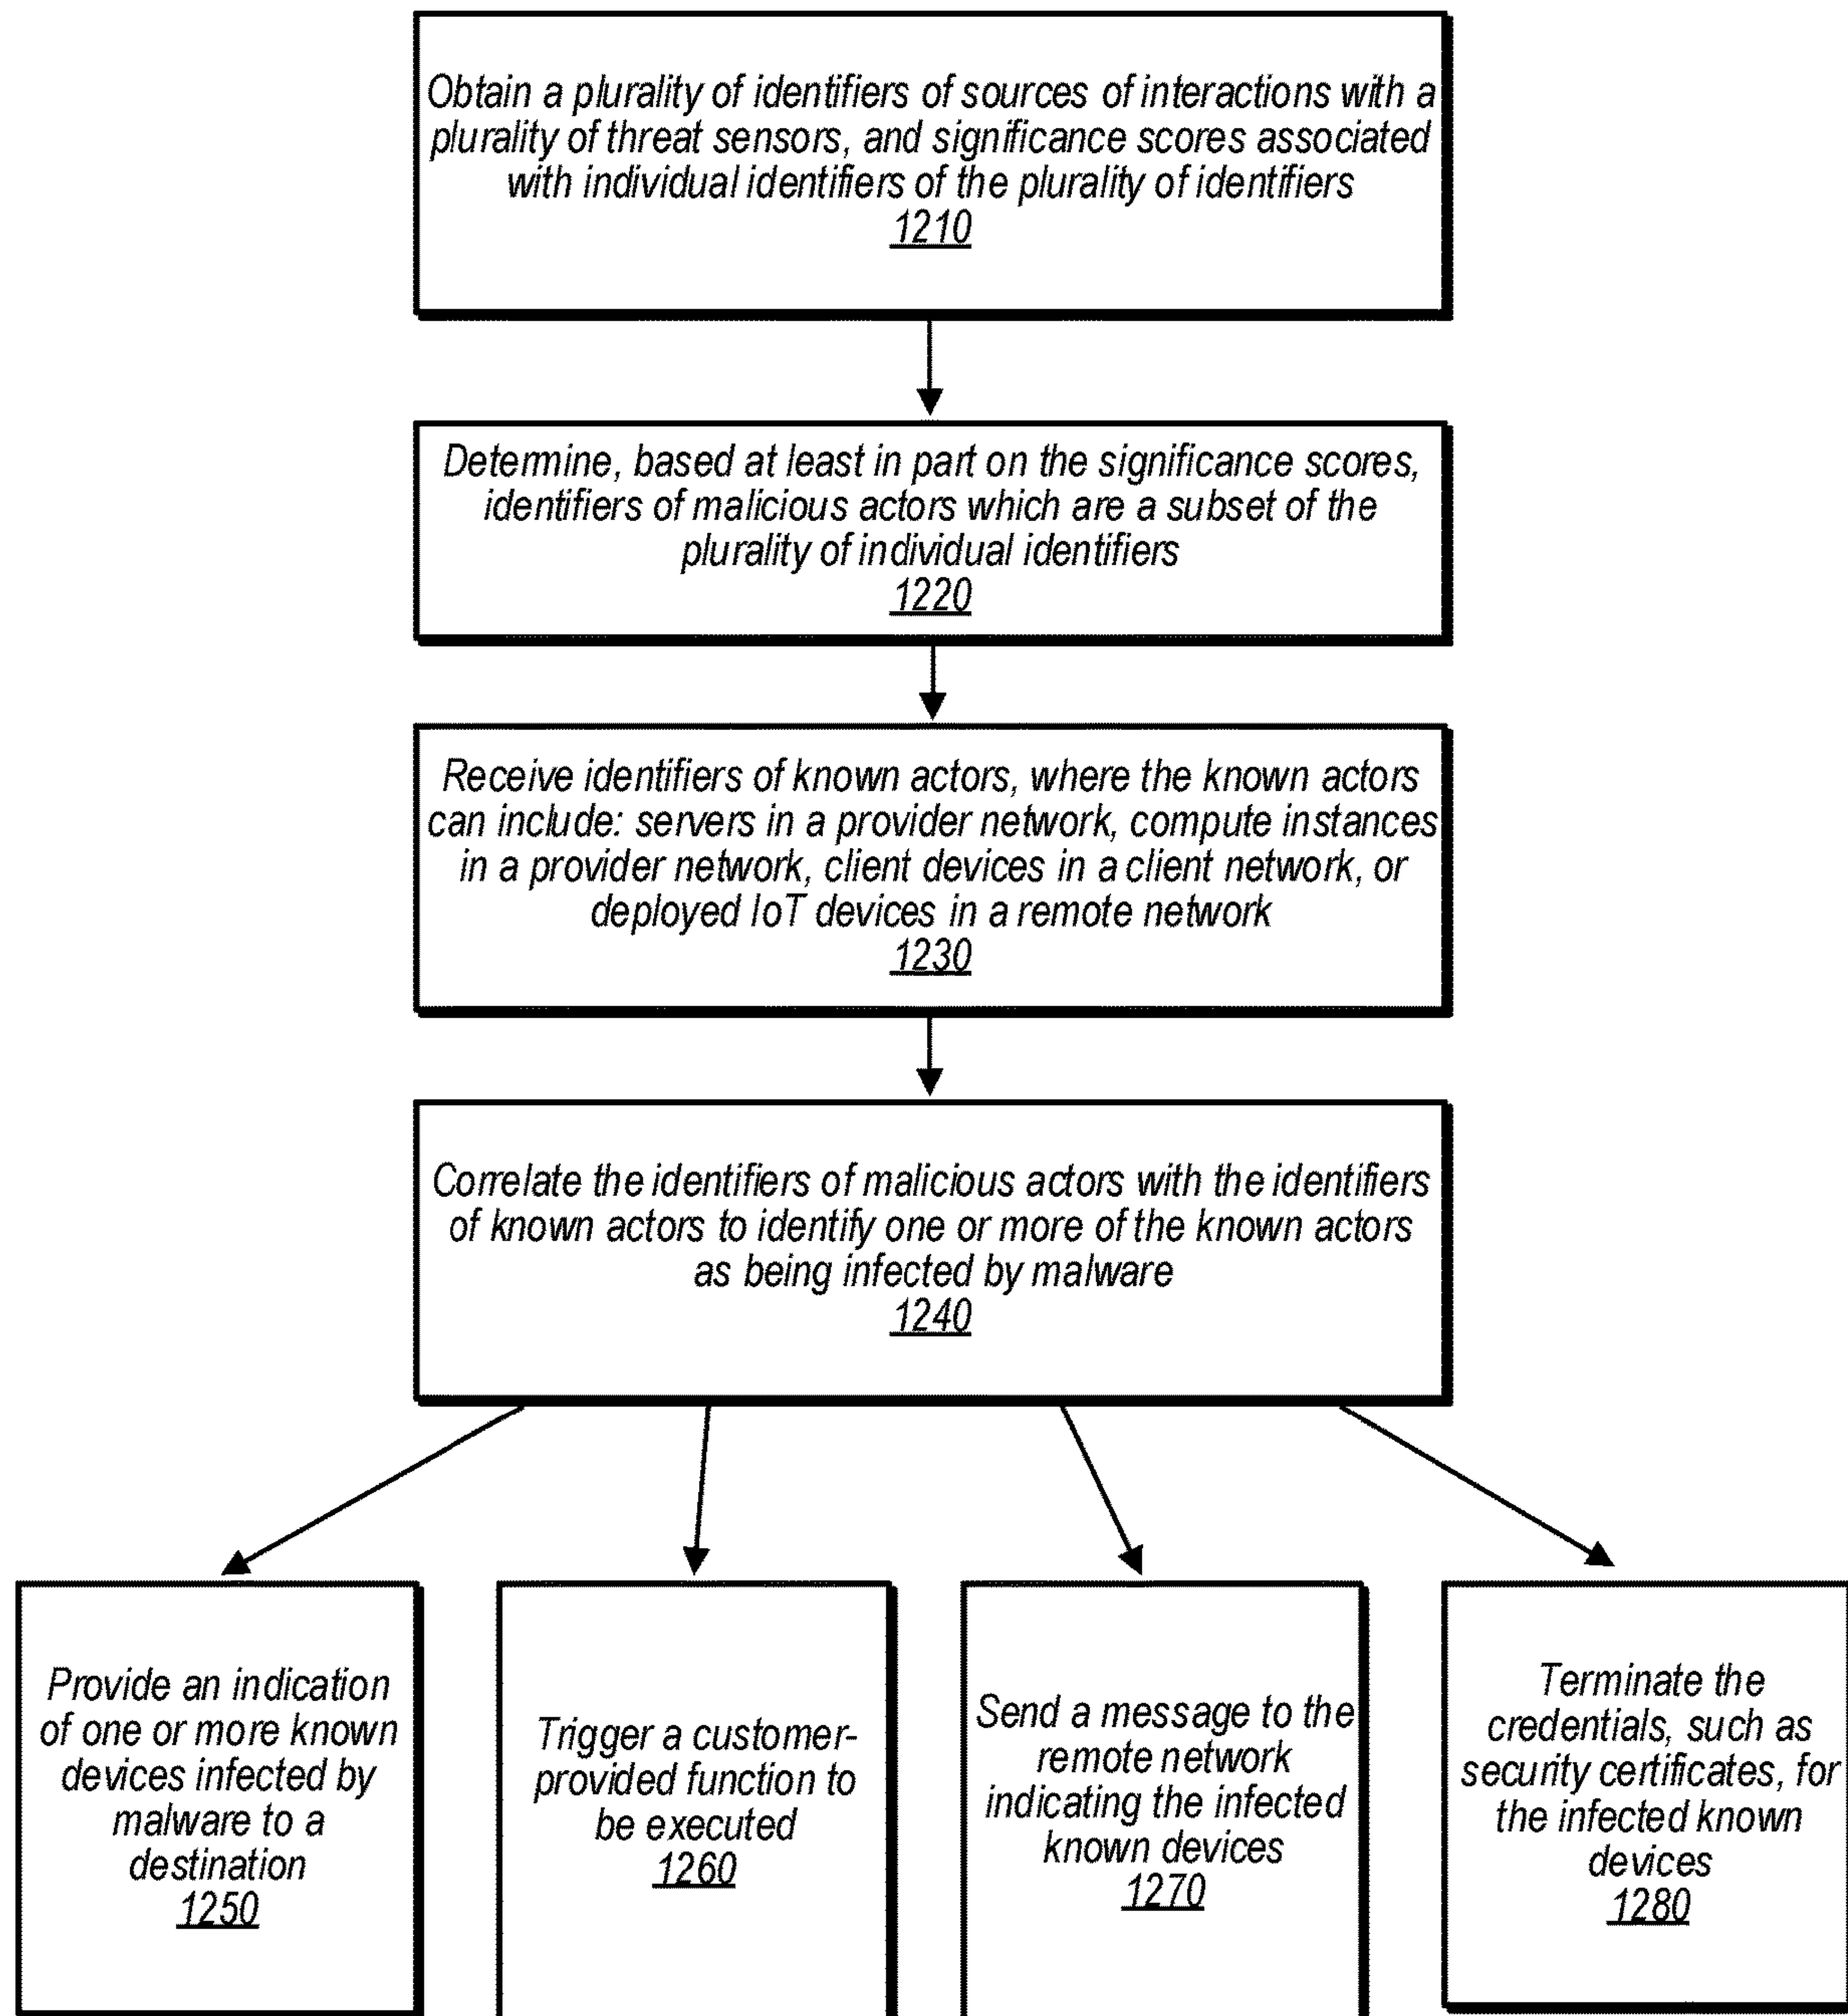 Obtain a plurality of identifiers of sources of interactions with a
plurality of threat sensors, and significance scores associated
with individual identifiers of the plurality of identifiers
1210
Determine, based at least in part on the significance scores,
identifiers of malicious actors which are a subset of the
plurality of individual identifiers
1220
Receive identifiers of known actors, where the known actors
can include: servers in a provider network, compute instances
in a provider network, client devices in a client network, or
deployed IoT devices in a remote network
1230
Correlate the identifiers of malicious actors with the identifiers
of known actors to identify one or more of the known actors
as being infected by malware
1240
Provide an indication
of one or more known
devices infected by
malware to a
destination
1250
Trigger a customer-
provided function to
be executed
1260
Send a message to the
remote network
indicating the infected
known devices
1270
Terminate the
credentials, such as
security certificates, for
the infected known
devices
1280